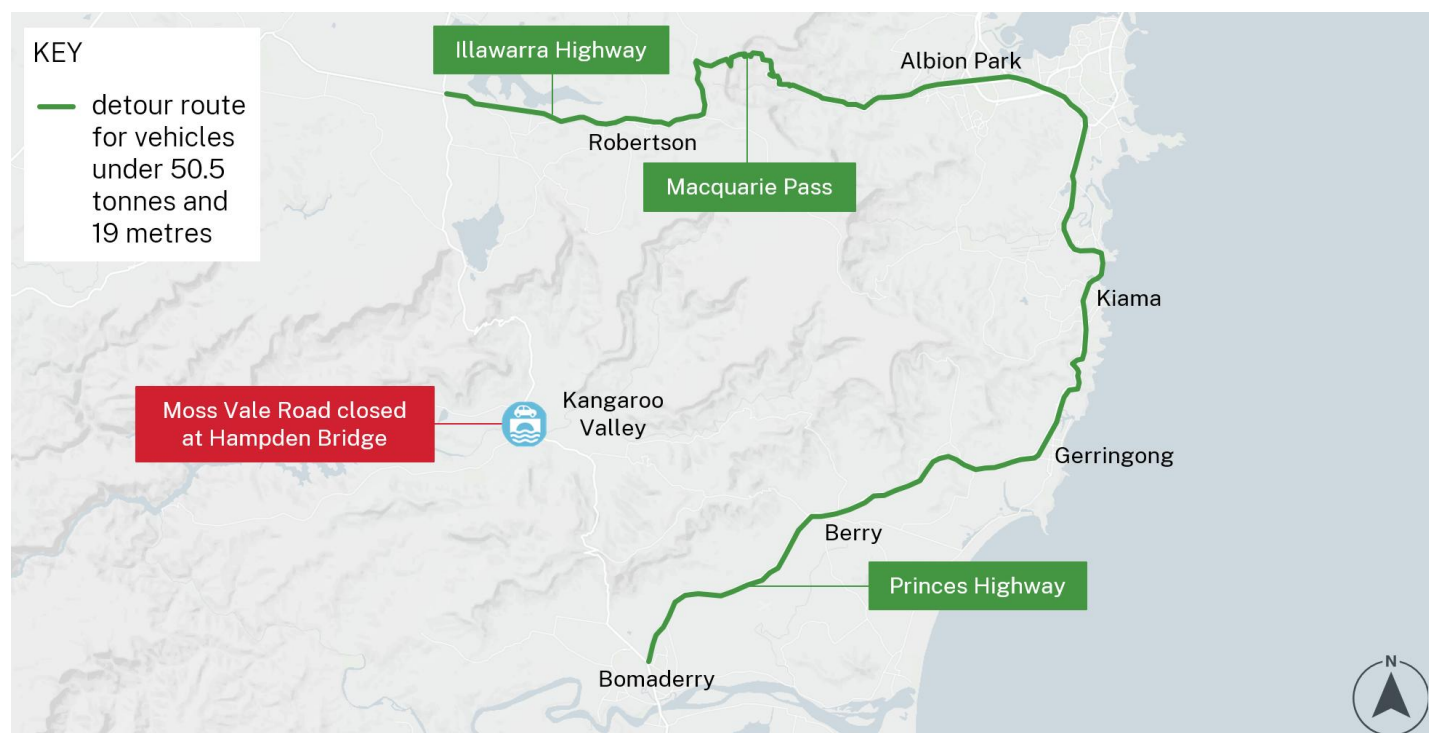 KEY
detour route
for vehicles
under 50.5
tonnes and
19 metres
Illawarra Highway
Albion Park
Robertson
Macquarie Pass
Kiama
Moss Vale Road closed
at Hampden Bridge
Kangaroo
Valley
Gerringong
Berry
Princes Highway
Bomaderry
N